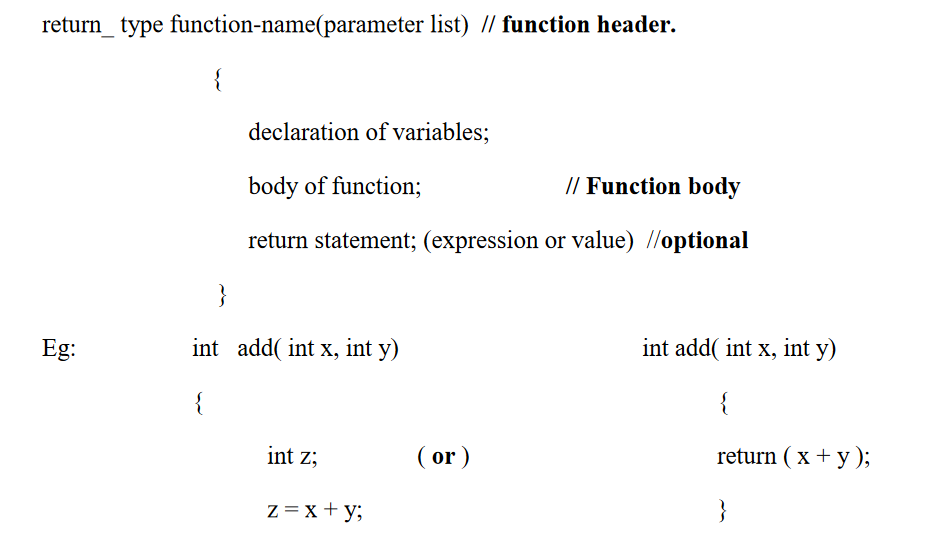 return_ type function-name(parameter list) // function header.
{
declaration of variables;
body of function; // Function body
return statement; (expression or value) //optional
}
Eg: int add( int x, int y) int add( int x, int y)
{ {
int z; ( or ) return ( x + y );
z = x + y; }